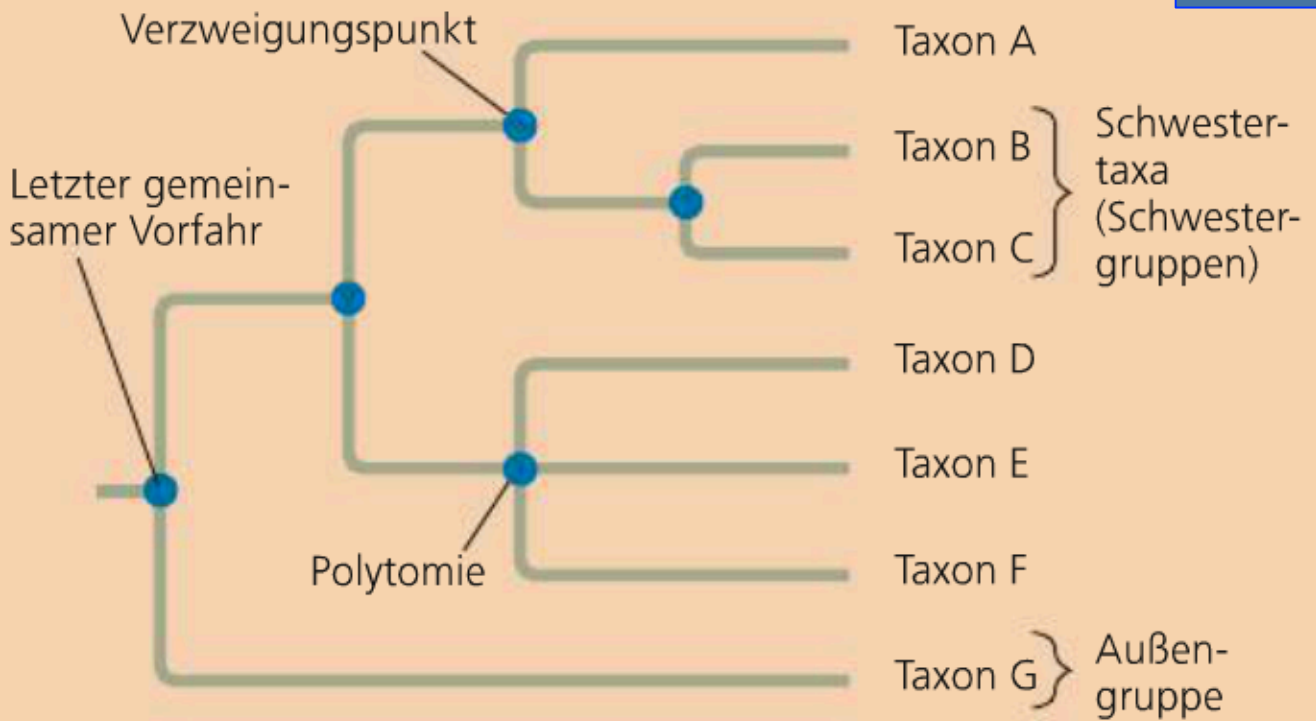 Verzweigungspunkt
Taxon A
Taxon B
Schwester-
taxa
(Schwester-
gruppen)
Letzter gemein-
samer Vorfahr
Taxon C
Taxon D
Taxon E
Polytomie
Taxon F
Taxon G
Außen-
gruppe